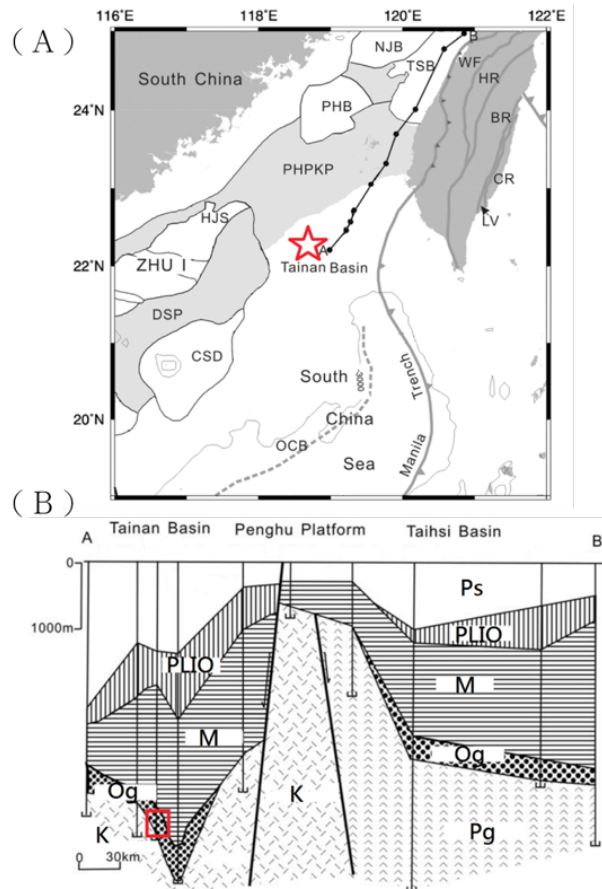 ( A )
116˚E 118˚E 120˚E 122˚E
NJB B
TSB WF
South China HR
PHB
24˚N BR
PHPKP
CR
HJS LV
ZHU I A
22˚N Tainan Basin
DSP
CSD
South
-3000
Trench
20˚N China
OCB Manila
Sea
( B )
Tainan Basin Penghu Platform Taihsi Basin
A B
0
Ps
1000m
PLIO PLIO
M M
Og Og
K K Pg
0 30km